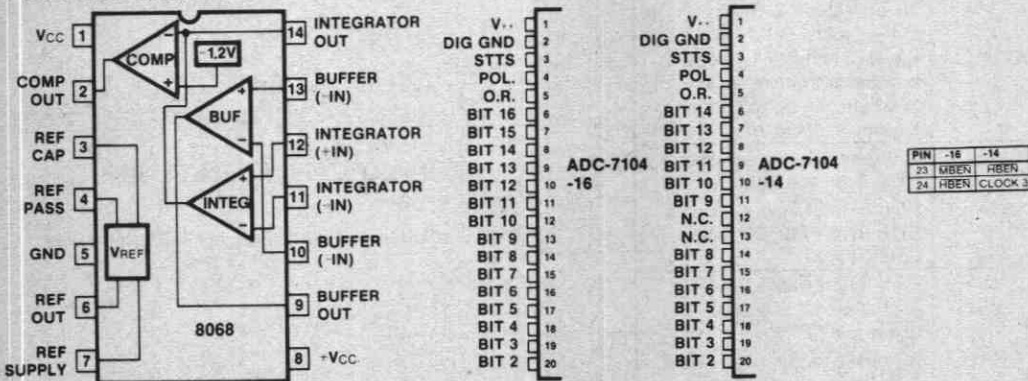 VCC 1
COMP OUT 2
REF CAP 3
REF PASS 4
GND 5
REF OUT 6
REF SUPPLY 7
COMP
-1.2V
BUF
INTEG
VREF
8068
14 INTEGRATOR OUT
13 BUFFER (-IN)
12 INTEGRATOR (+IN)
11 INTEGRATOR (-IN)
10 BUFFER (-IN)
9 BUFFER OUT
8 +VCC
V.. 1
DIG GND 2
STTS 3
POL. 4
O.R. 5
BIT 16 6
BIT 15 7
BIT 14 8
BIT 13 9
BIT 12 10
BIT 11 11
BIT 10 12
BIT 9 13
BIT 8 14
BIT 7 15
BIT 6 16
BIT 5 17
BIT 4 18
BIT 3 19
BIT 2 20
ADC-7104
-16
V.. 1
DIG GND 2
STTS 3
POL 4
O.R. 5
BIT 14 6
BIT 13 7
BIT 12 8
BIT 11 9
BIT 10 10
BIT 9 11
N.C. 12
N.C. 13
BIT 8 14
BIT 7 15
BIT 6 16
BIT 5 17
BIT 4 18
BIT 3 19
BIT 2 20
ADC-7104
-14
PIN -16 -14
23 MBEN HBEN
24 HBEN CLOCK 3